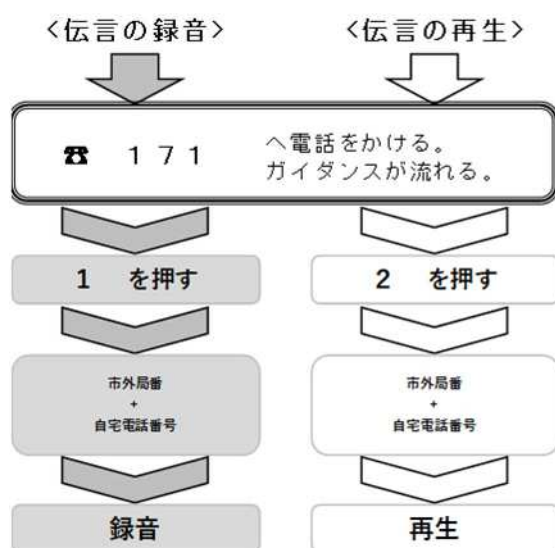 <伝言の録音>
<伝言の再生>
☎ 171
へ電話をかける。
ガイダンスが流れる。
1 を押す
2 を押す
市外局番
+
自宅電話番号
市外局番
+
自宅電話番号
録音
再生